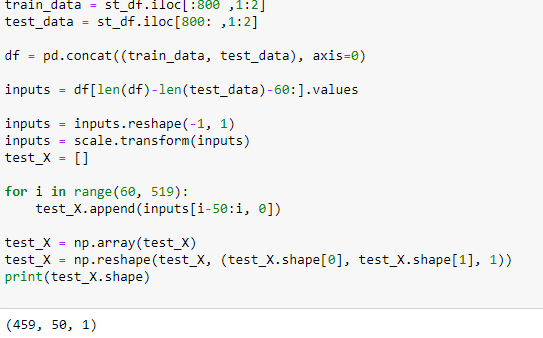 train_data = st_df.iloc[:800 ,1:2]
test_data = st_df.iloc[800: ,1:2]
df = pd.concat((train_data, test_data), axis=0)
inputs = df[len(df)-len(test_data)-60:].values
inputs = inputs.reshape(-1, 1)
inputs = scale.transform(inputs)
test_X = []
for i in range(60, 519):
    test_X.append(inputs[i-50:i, 0])
test_X = np.array(test_X)
test_X = np.reshape(test_X, (test_X.shape[0], test_X.shape[1], 1))
print(test_X.shape)
(459, 50, 1)